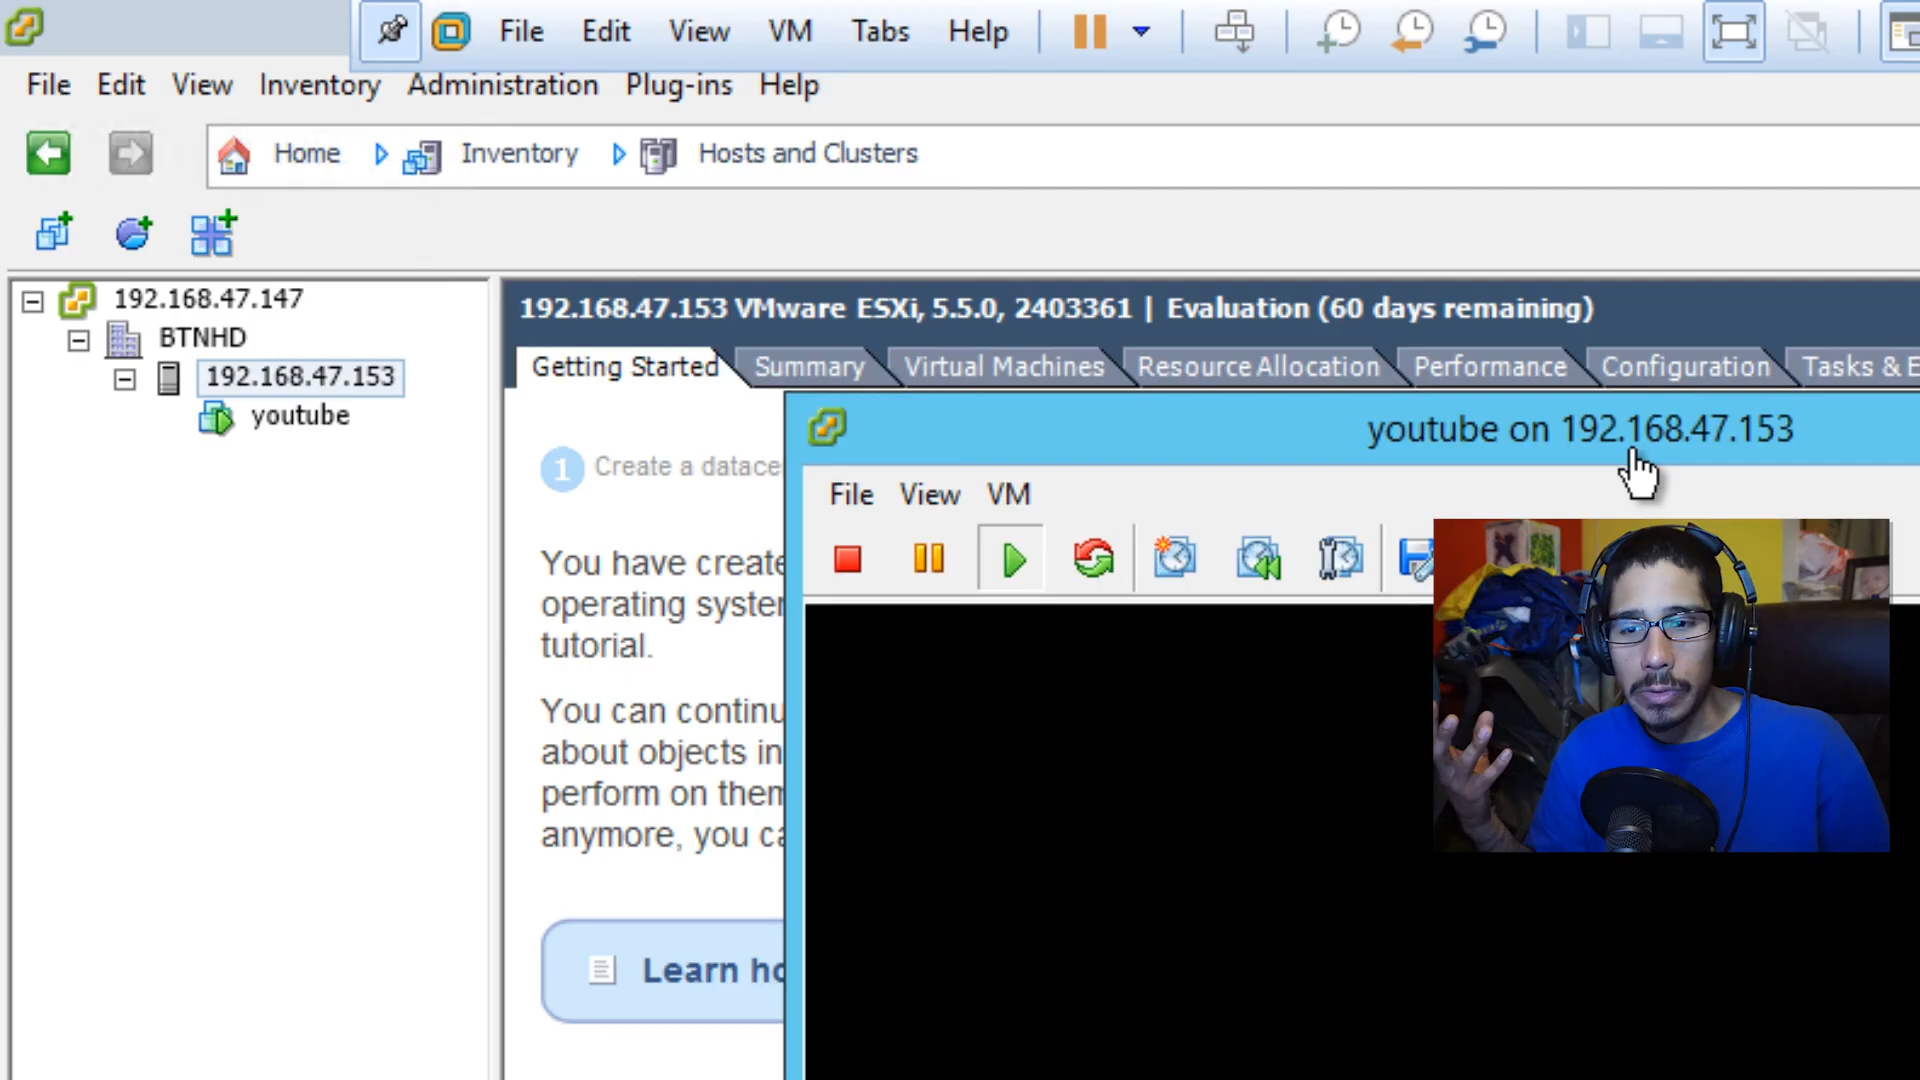 File Edit View VM Tabs Help
File Edit View Inventory Administration Plug-ins Help
Home Inventory Hosts and Clusters
192.168.47.147
BTNHD
192.168.47.153
youtube
192.168.47.153 VMware ESXi, 5.5.0, 2403361 | Evaluation (60 days remaining)
Getting Started Summary Virtual Machines Resource Allocation Performance Configuration Tasks & E
1 Create a datace
You have create
operating syster
tutorial.
You can continu
about objects in
perform on them
anymore, you ca
Learn ho
youtube on 192.168.47.153
File View VM